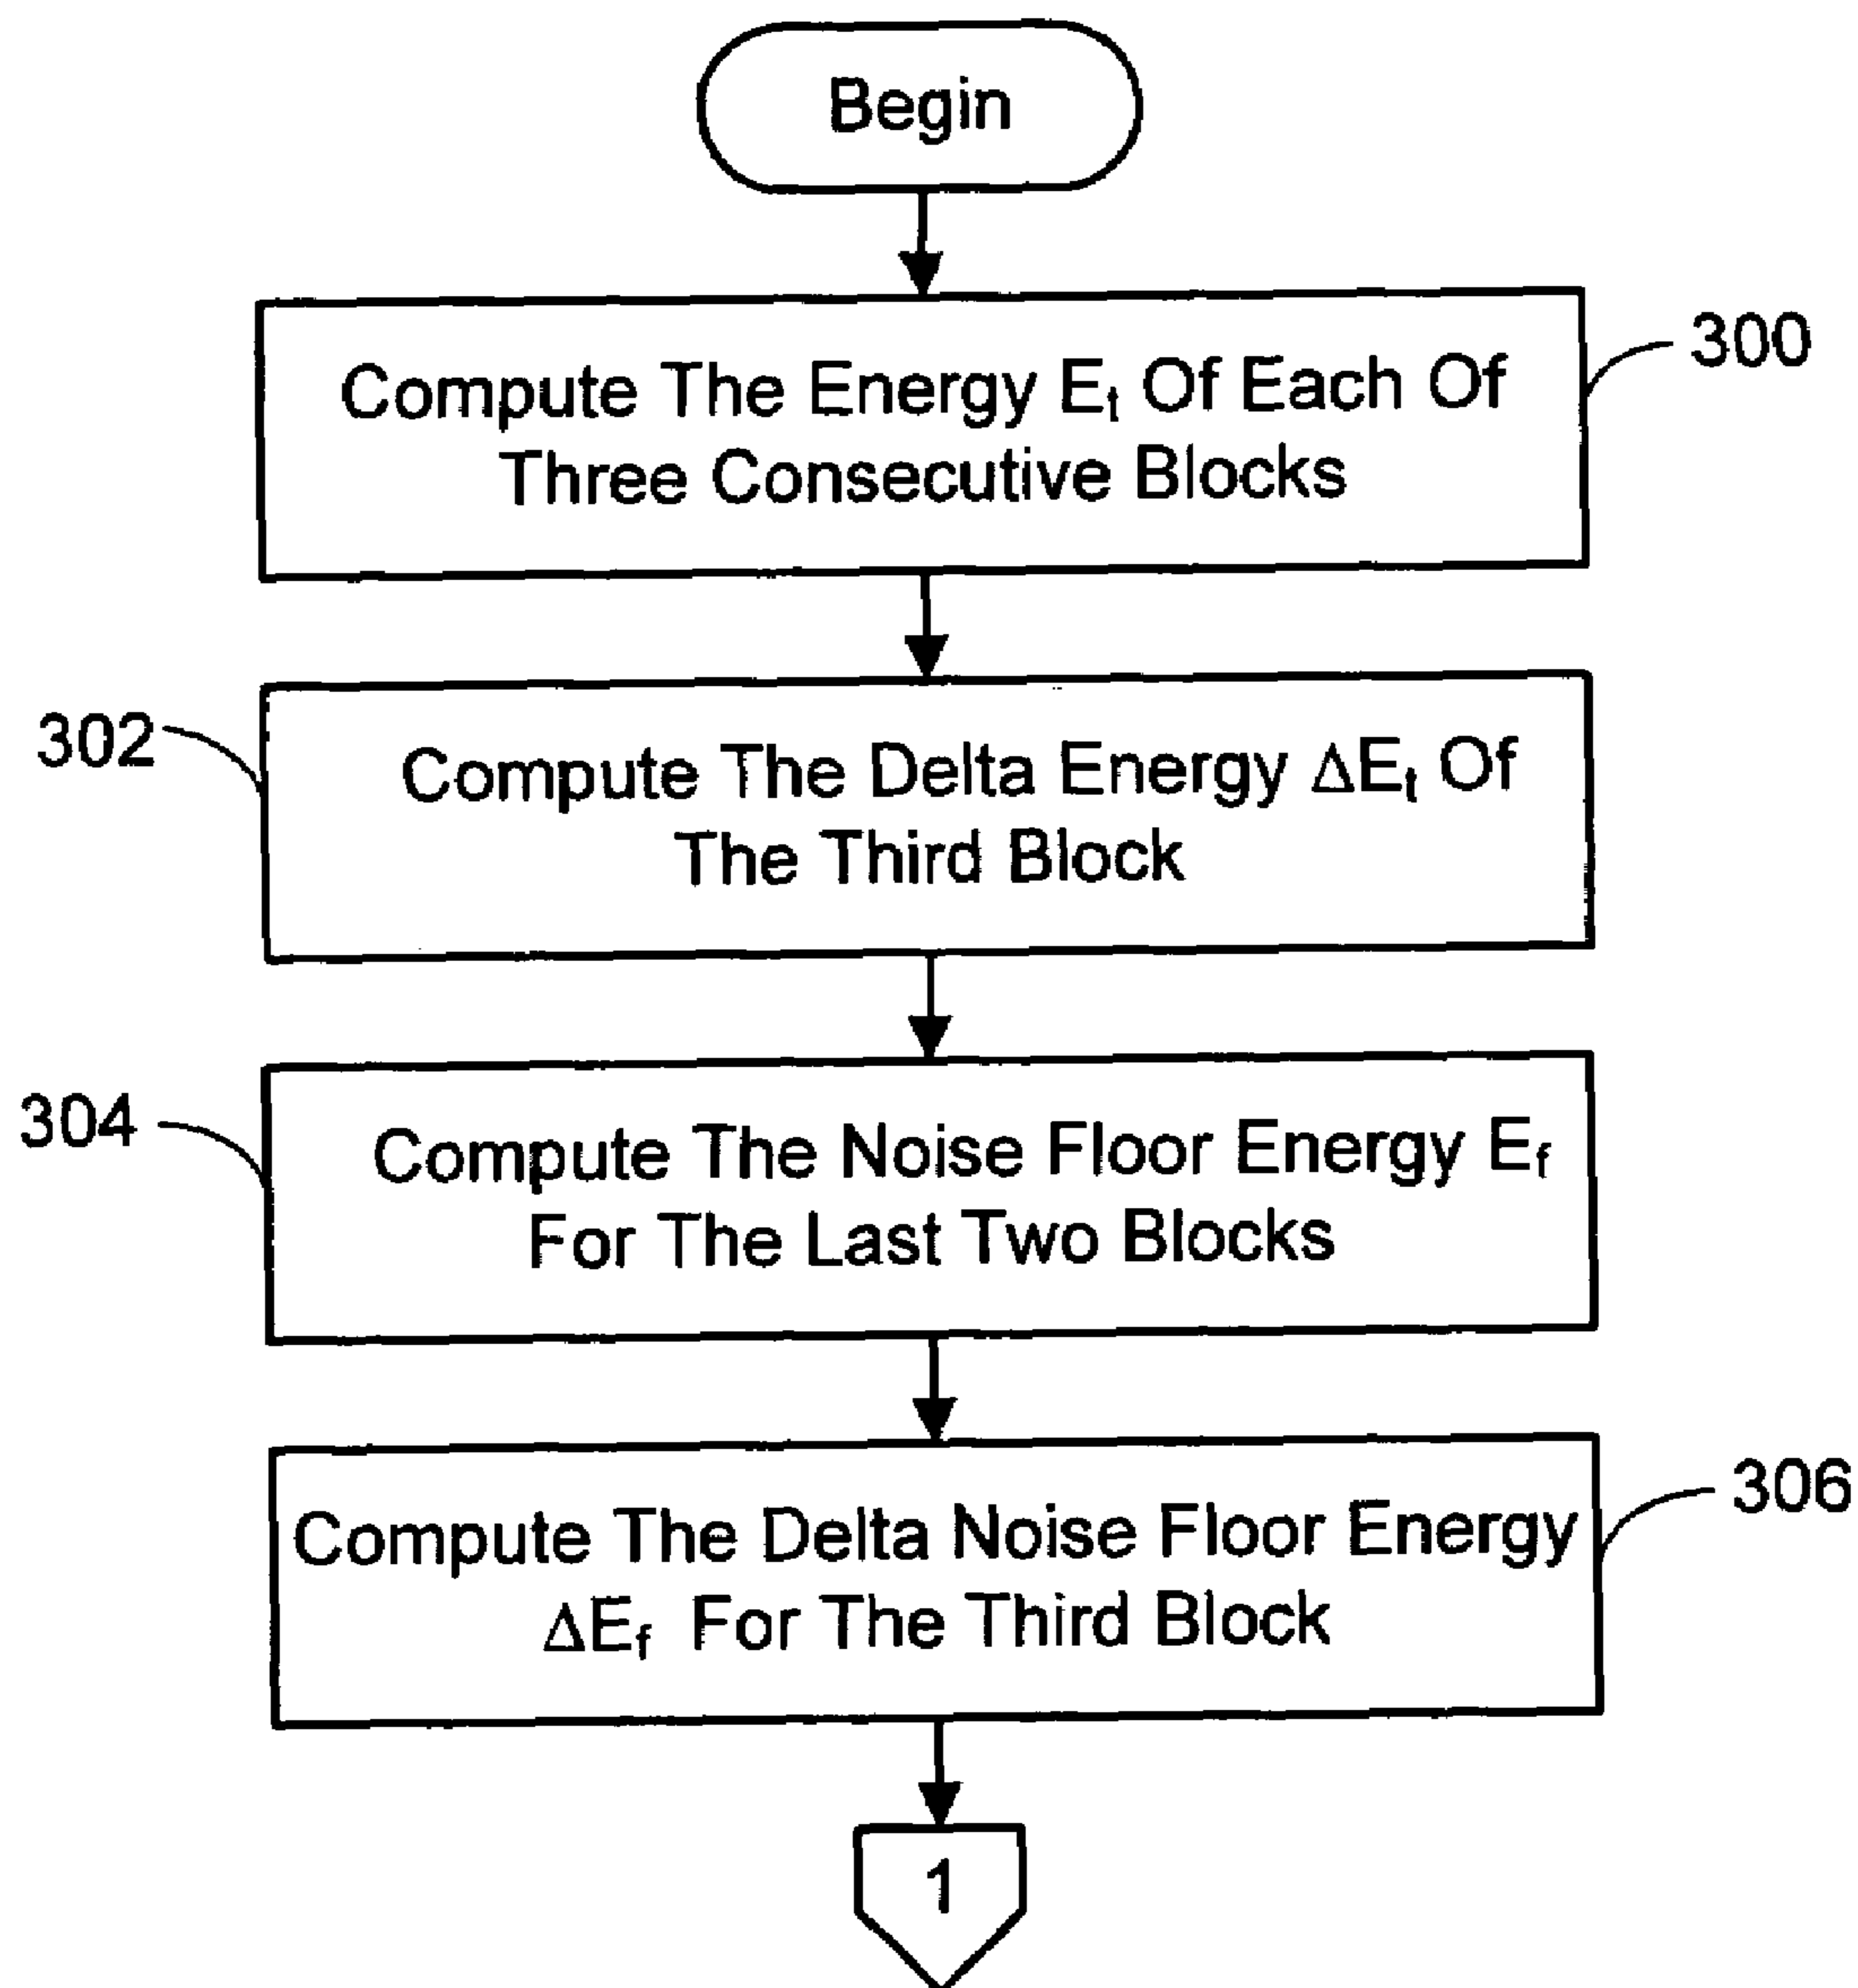 Begin
Compute The Energy Eₜ Of Each Of
Three Consecutive Blocks
300
302
Compute The Delta Energy ΔEₜ Of
The Third Block
304
Compute The Noise Floor Energy E_f
For The Last Two Blocks
Compute The Delta Noise Floor Energy
ΔE_f For The Third Block
306
1